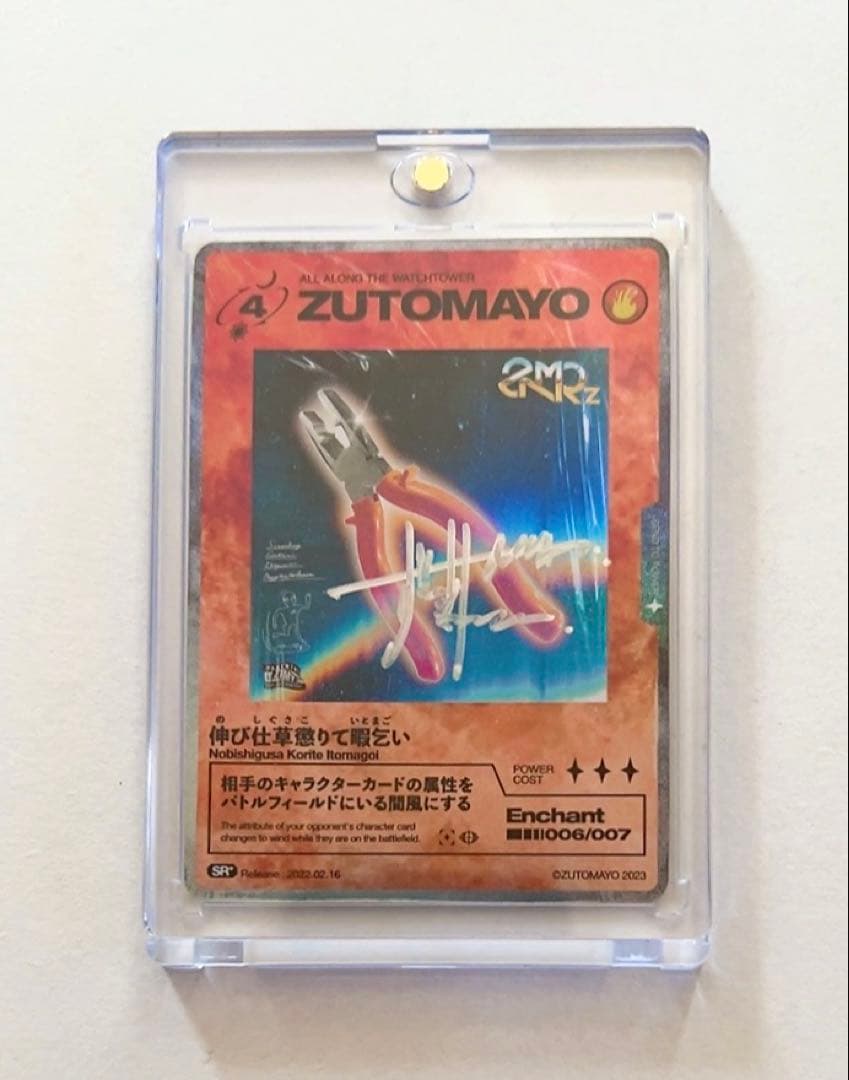 ALL ALONG THE WATCHTOWER
4 ZUTOMAYO
伸び仕草懲りて暇乞い
の しぐさこ いとまご
Nobishigusa Korite Itomagoi
相手のキャラクターカードの属性を
バトルフィールドにいる間風にする
The attribute of your opponent's character card
changes to wind while they are on the battlefield.
POWER
COST
Enchant
006/007
SR+
Release : 2022.02.16
©ZUTOMAYO 2023